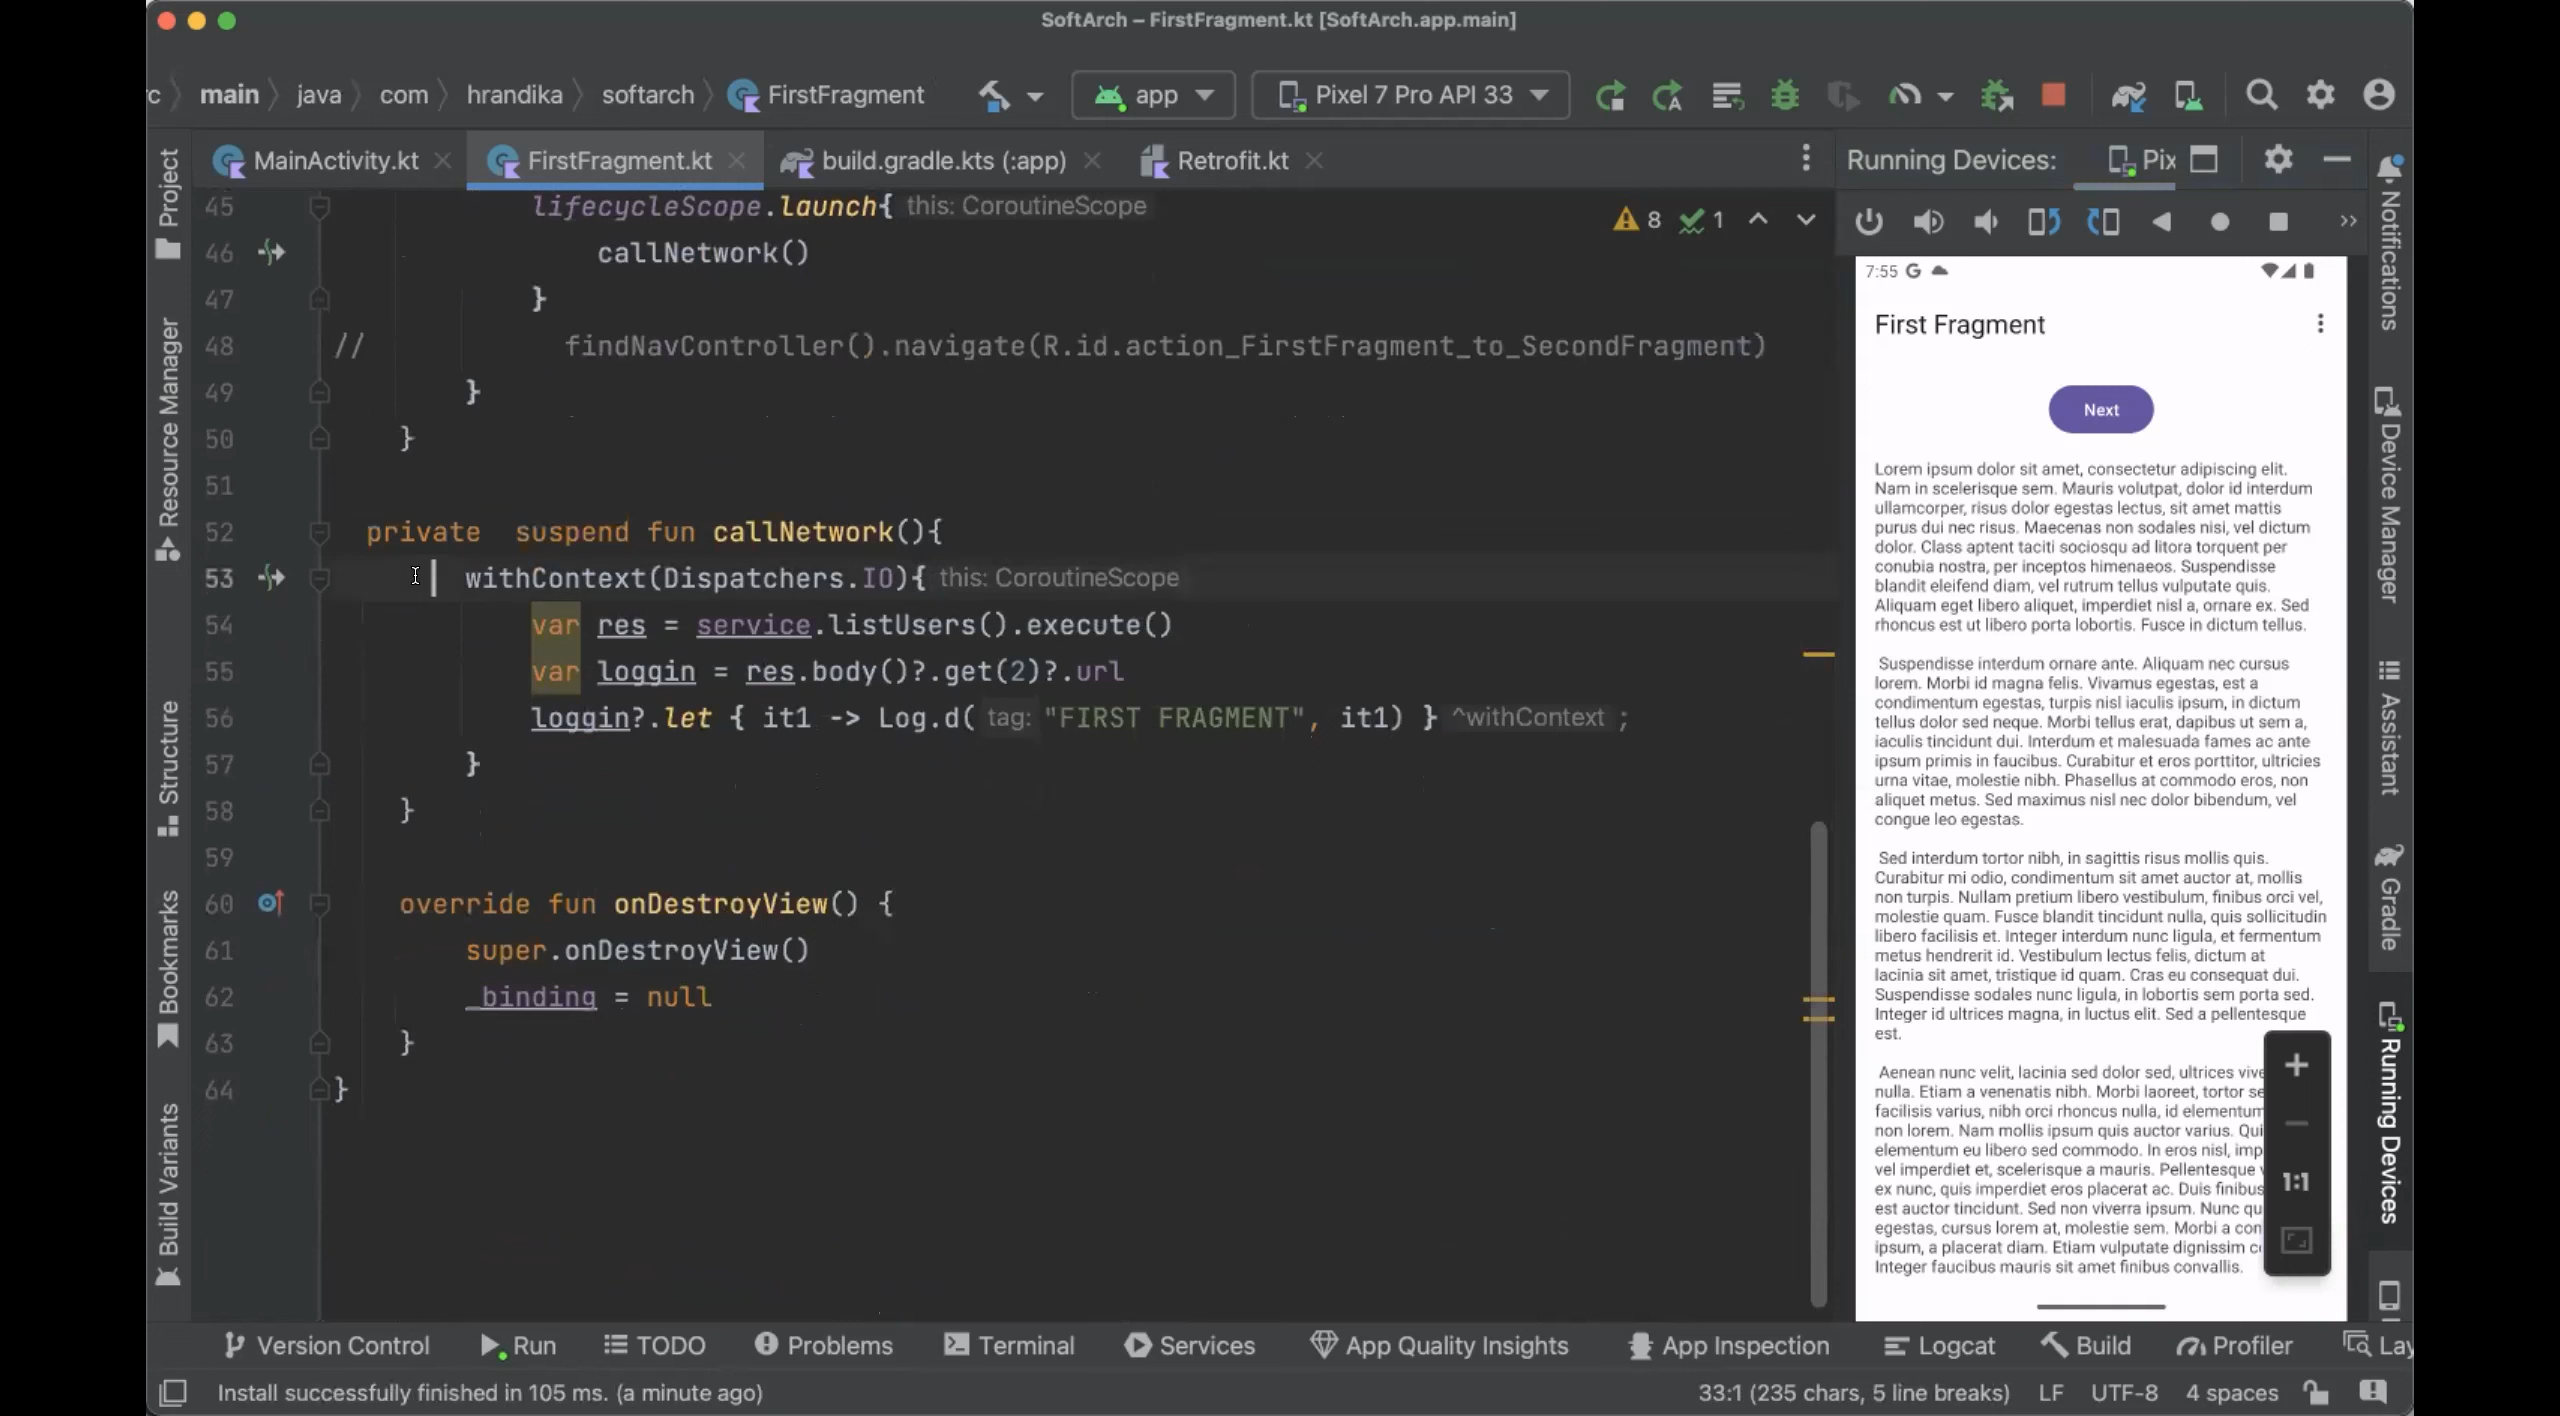 SoftArch – FirstFragment.kt [SoftArch.app.main]
rc main java com hrandika softarch FirstFragment app Pixel 7 Pro API 33
MainActivity.kt FirstFragment.kt build.gradle.kts (:app) Retrofit.kt Running Devices: Pix
Project
Resource Manager
Structure
Bookmarks
Build Variants
8 1
45 lifecycleScope.launch{ this: CoroutineScope
46 callNetwork()
47 }
48 // findNavController().navigate(R.id.action_FirstFragment_to_SecondFragment)
49 }
50 }
51
52 private suspend fun callNetwork(){
53 withContext(Dispatchers.IO){ this: CoroutineScope
54 var res = service.listUsers().execute()
55 var loggin = res.body()?.get(2)?.url
56 loggin?.let { it1 -> Log.d( tag: "FIRST FRAGMENT", it1) } ^withContext ;
57 }
58 }
59
60 override fun onDestroyView() {
61 super.onDestroyView()
62 _binding = null
63 }
64 }
7:55 G
First Fragment
Next
Lorem ipsum dolor sit amet, consectetur adipiscing elit.
Nam in scelerisque sem. Mauris volutpat, dolor id interdum
ullamcorper, risus dolor egestas lectus, sit amet mattis
purus dui nec risus. Maecenas non sodales nisi, vel dictum
dolor. Class aptent taciti sociosqu ad litora torquent per
conubia nostra, per inceptos himenaeos. Suspendisse
blandit eleifend diam, vel rutrum tellus vulputate quis.
Aliquam eget libero aliquet, imperdiet nisl a, ornare ex. Sed
rhoncus est ut libero porta lobortis. Fusce in dictum tellus.
Suspendisse interdum ornare ante. Aliquam nec cursus
lorem. Morbi id magna felis. Vivamus egestas, est a
condimentum egestas, turpis nisl iaculis ipsum, in dictum
tellus dolor sed neque. Morbi tellus erat, dapibus ut sem a,
iaculis tincidunt dui. Interdum et malesuada fames ac ante
ipsum primis in faucibus. Curabitur et eros porttitor, ultricies
urna vitae, molestie nibh. Phasellus at commodo eros, non
aliquet metus. Sed maximus nisl nec dolor bibendum, vel
congue leo egestas.
Sed interdum tortor nibh, in sagittis risus mollis quis.
Curabitur mi odio, condimentum sit amet auctor at, mollis
non turpis. Nullam pretium libero vestibulum, finibus orci vel,
molestie quam. Fusce blandit tincidunt nulla, quis sollicitudin
libero facilisis et. Integer interdum nunc ligula, et fermentum
metus hendrerit id. Vestibulum lectus felis, dictum at
lacinia sit amet, tristique id quam. Cras eu consequat dui.
Suspendisse sodales nunc ligula, in lobortis sem porta sed.
Integer id ultrices magna, in luctus elit. Sed a pellentesque
est.
Aenean nunc velit, lacinia sed dolor sed, ultrices vive
nulla. Etiam a venenatis nibh. Morbi laoreet, tortor se
facilisis varius, nibh orci rhoncus nulla, id elementum
non lorem. Nam mollis ipsum quis auctor varius. Qui
elementum eu libero sed commodo. In eros nisl, imp
vel imperdiet et, scelerisque a mauris. Pellentesque v
ex nunc, quis imperdiet eros placerat ac. Duis finibus
est auctor tincidunt. Sed non viverra ipsum. Nunc qu
egestas, cursus lorem at, molestie sem. Morbi a con
ipsum, a placerat diam. Etiam vulputate dignissim c
Integer faucibus mauris sit amet finibus convallis.
1:1
Notifications
Device Manager
Assistant
Gradle
Running Devices
Version Control Run TODO Problems Terminal Services App Quality Insights App Inspection Logcat Build Profiler Lay
Install successfully finished in 105 ms. (a minute ago) 33:1 (235 chars, 5 line breaks) LF UTF-8 4 spaces